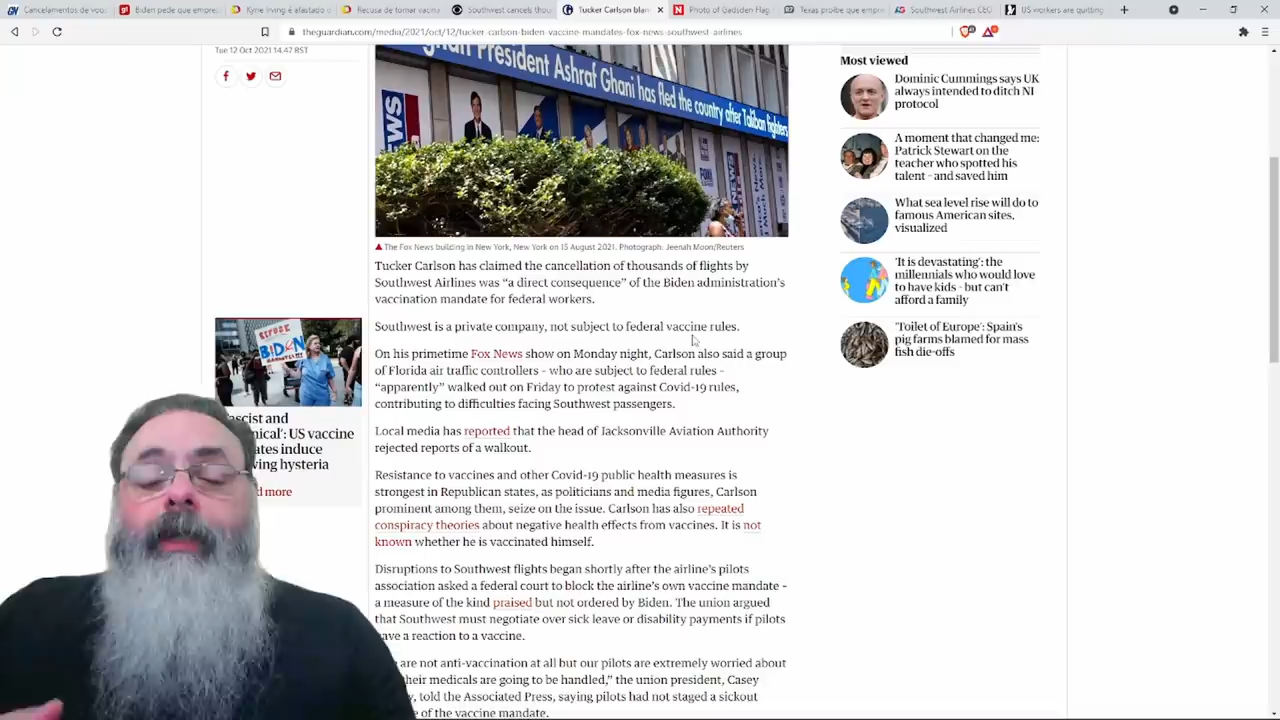 Cancelamentos de voo
Biden pede que empre
Kyrie Irving é afastado
Recusa de tomar vacina
Southwest cancels thou
Tucker Carlson blan
Photo of Gadsden Flag
Texas proíbe que empre
Southwest Airlines CEO
US workers are quitting
theguardian.com/media/2021/oct/12/tucker-carlson-biden-vaccine-mandates-fox-news-southwest-airlines
Tue 12 Oct 2021 14.47 BST
President Ashraf Ghani has fled the country after Taliban fighters
The Fox News building in New York, New York on 15 August 2021. Photograph: Jeenah Moon/Reuters
Tucker Carlson has claimed the cancellation of thousands of flights by
Southwest Airlines was “a direct consequence” of the Biden administration’s
vaccination mandate for federal workers.
Southwest is a private company, not subject to federal vaccine rules.
On his primetime Fox News show on Monday night, Carlson also said a group
of Florida air traffic controllers – who are subject to federal rules –
“apparently” walked out on Friday to protest against Covid-19 rules,
contributing to difficulties facing Southwest passengers.
Local media has reported that the head of Jacksonville Aviation Authority
rejected reports of a walkout.
Resistance to vaccines and other Covid-19 public health measures is
strongest in Republican states, as politicians and media figures, Carlson
prominent among them, seize on the issue. Carlson has also repeated
conspiracy theories about negative health effects from vaccines. It is not
known whether he is vaccinated himself.
Disruptions to Southwest flights began shortly after the airline’s pilots
association asked a federal court to block the airline’s own vaccine mandate –
a measure of the kind praised but not ordered by Biden. The union argued
that Southwest must negotiate over sick leave or disability payments if pilots
have a reaction to a vaccine.
are not anti-vaccination at all but our pilots are extremely worried about
their medicals are going to be handled,” the union president, Casey
told the Associated Press, saying pilots had not staged a sickout
of the vaccine mandate.
BIDEN
ascist and
nical’: US vaccine
ates induce
ving hysteria
d more
Most viewed
Dominic Cummings says UK
always intended to ditch NI
protocol
A moment that changed me:
Patrick Stewart on the
teacher who spotted his
talent – and saved him
What sea level rise will do to
famous American sites,
visualized
‘It is devastating’: the
millennials who would love
to have kids – but can’t
afford a family
‘Toilet of Europe’: Spain’s
pig farms blamed for mass
fish die-offs